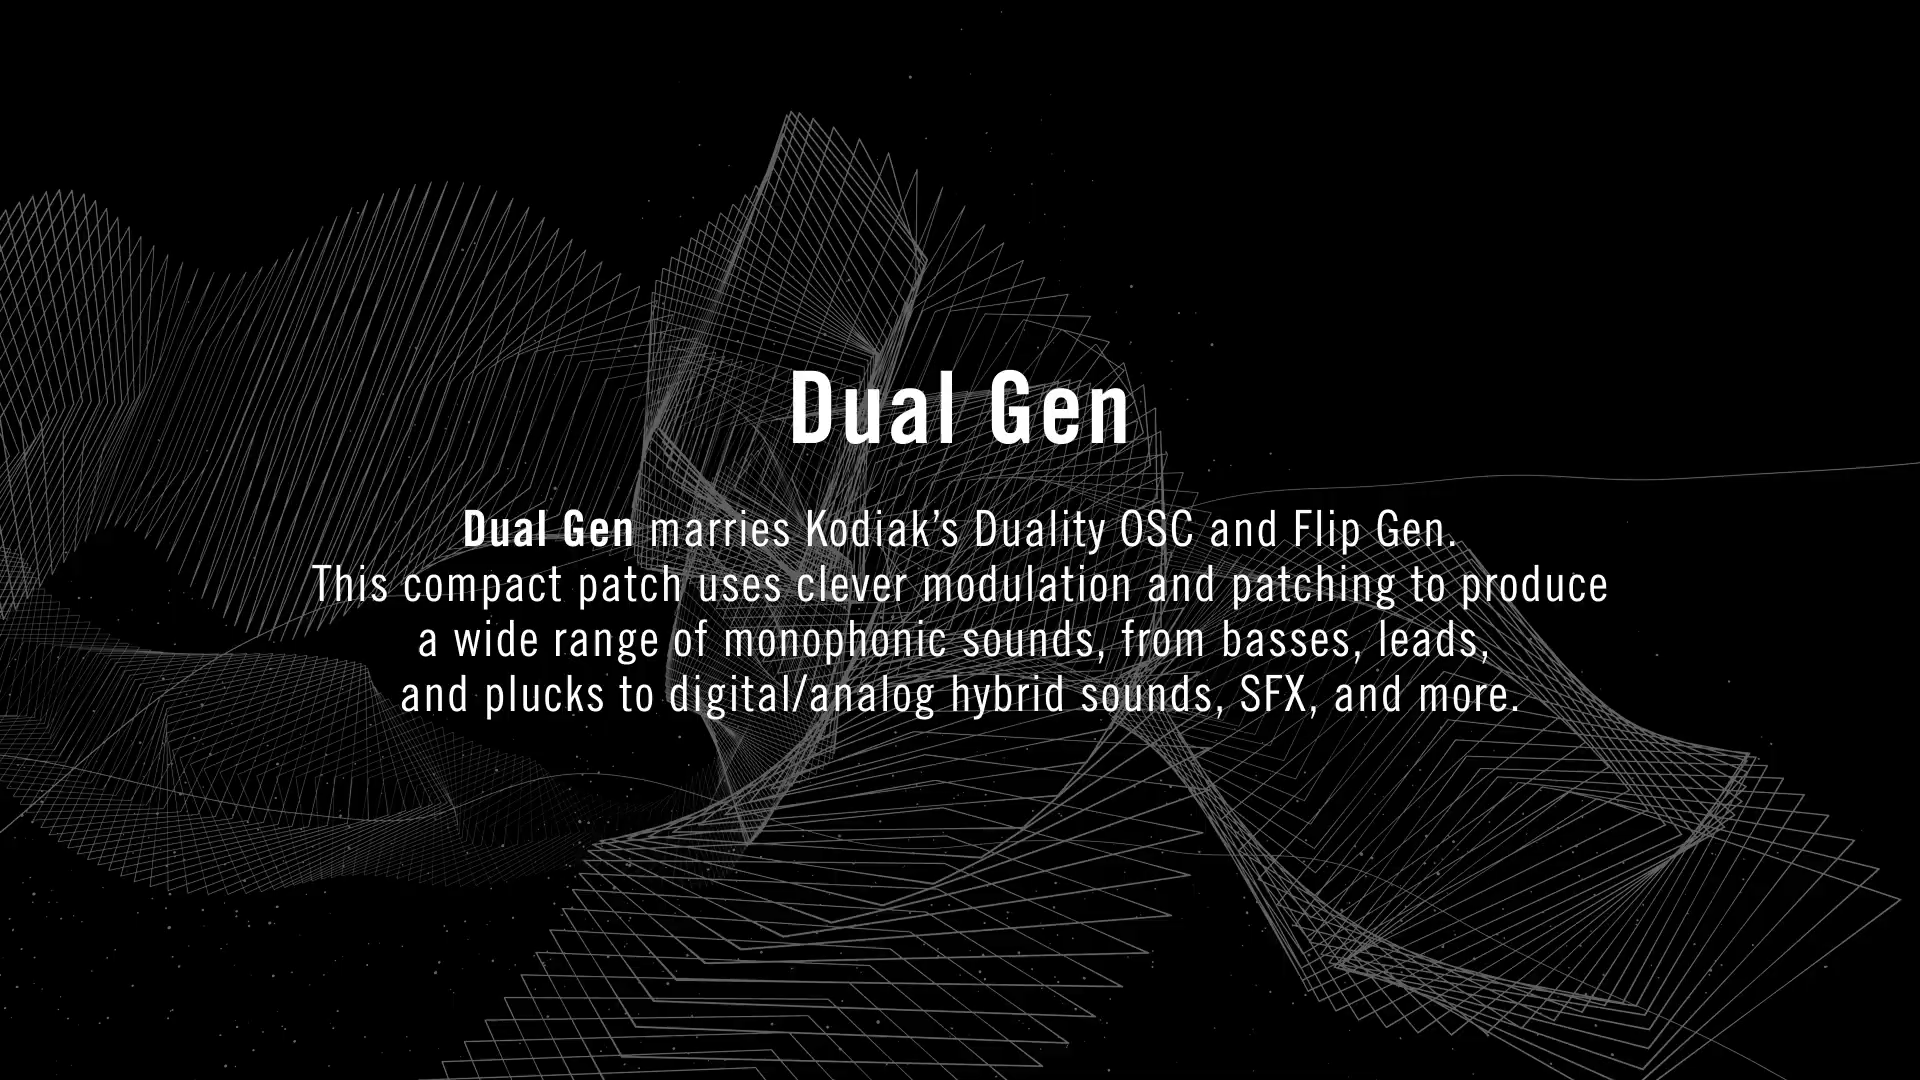 Dual Gen
Dual Gen marries Kodiak’s Duality OSC and Flip Gen.
This compact patch uses clever modulation and patching to produce
a wide range of monophonic sounds, from basses, leads,
and plucks to digital/analog hybrid sounds, SFX, and more.